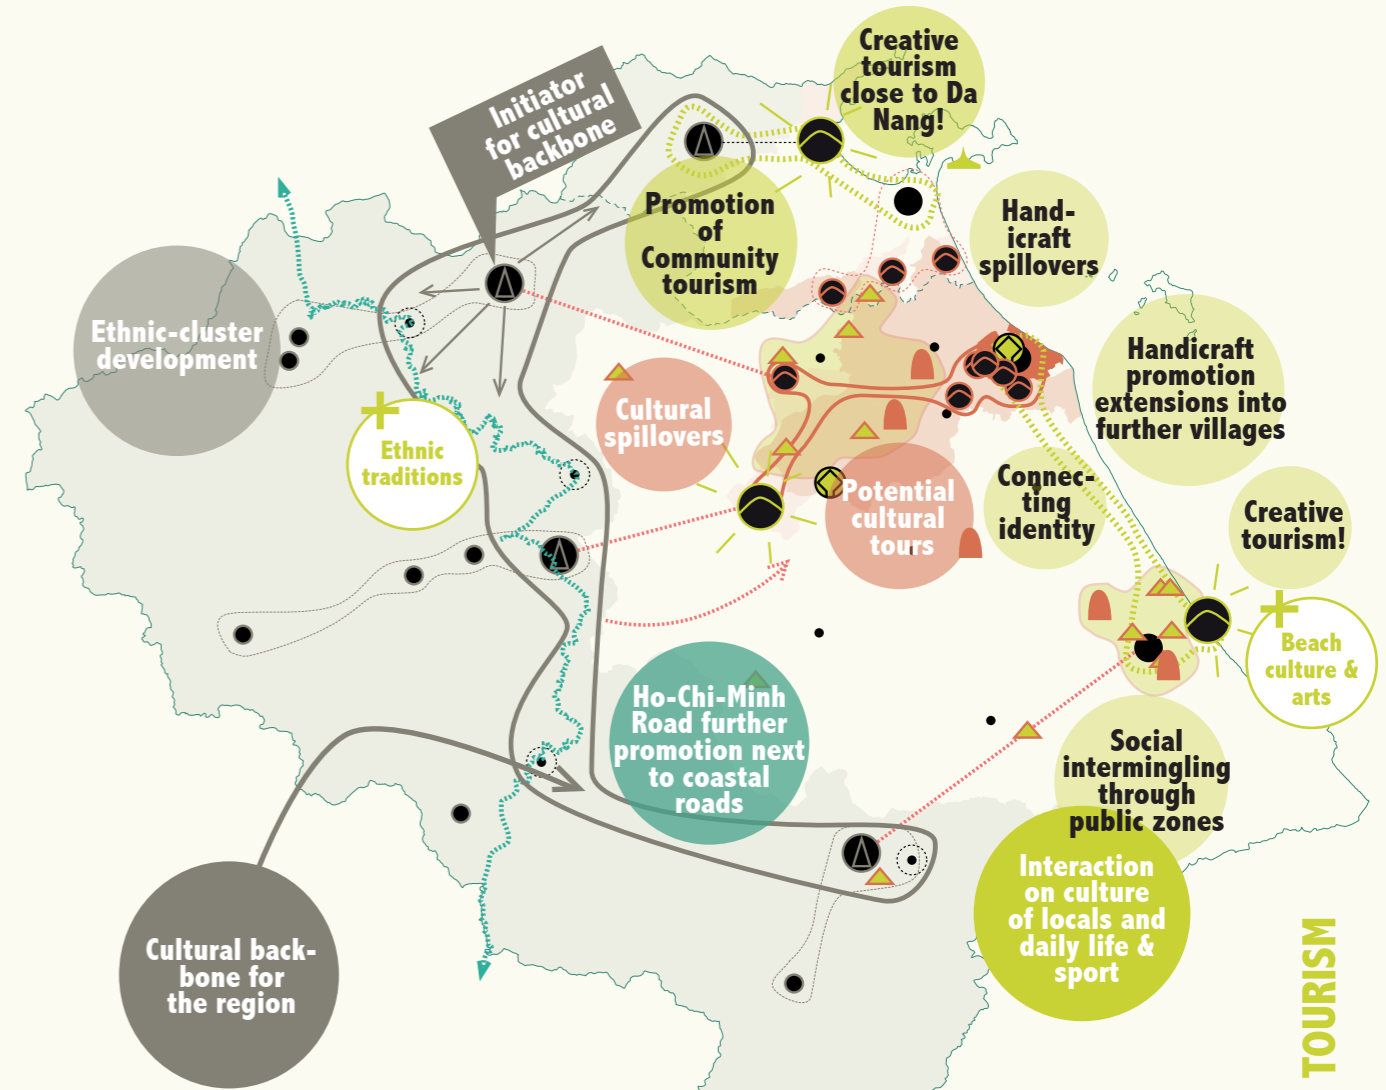 Creative
tourism
close to Da
Nang!
Initiator
for cultural
backbone
Promotion
of
Community
tourism
Hand-
icraft
spillovers
Ethnic-cluster
development
Handicraft
promotion
extensions into
further villages
Cultural
spillovers
Ethnic
traditions
Connec-
ting
identity
Potential
cultural
tours
Creative
tourism!
Beach
culture &
arts
Ho-Chi-Minh
Road further
promotion next
to coastal
roads
Social
intermingling
through
public zones
Interaction
on culture
of locals and
daily life &
sport
Cultural back-
bone for
the region
TOURISM